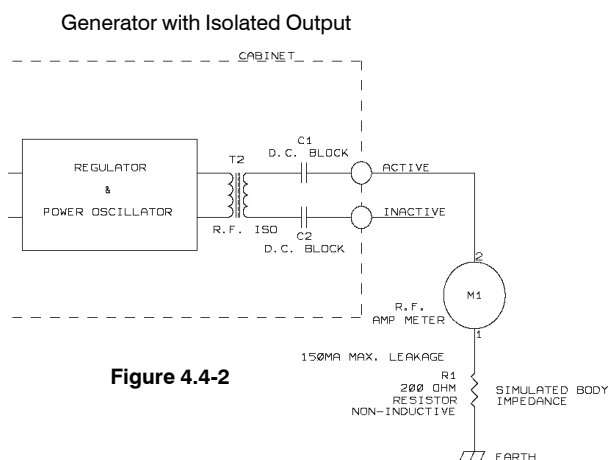 Generator with Isolated Output
CABINET
REGULATOR
&
POWER OSCILLATOR
T2
R.F. ISO
C1
D.C. BLOCK
C2
D.C. BLOCK
ACTIVE
INACTIVE
2
M1
R.F.
AMP METER
1
150MA MAX. LEAKAGE
R1
200 OHM
RESISTOR
NON-INDUCTIVE
SIMULATED BODY
IMPEDANCE
EARTH
Figure 4.4-2